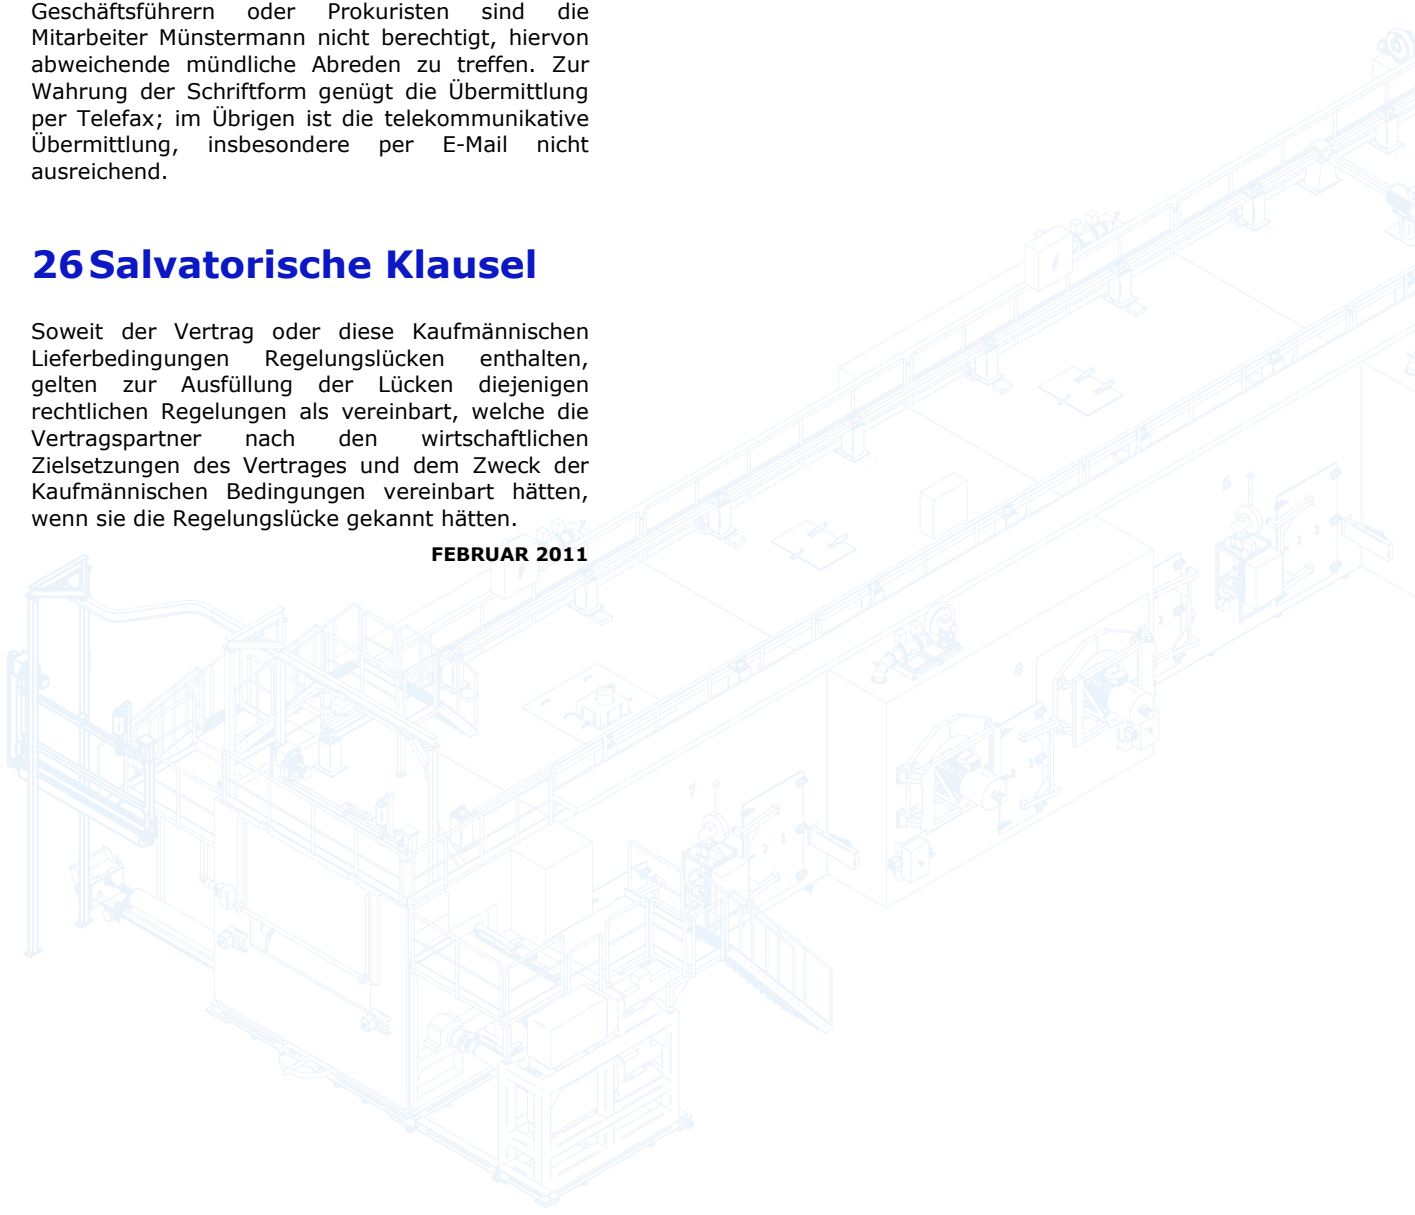 Geschäftsführern oder Prokuristen sind die
Mitarbeiter Münstermann nicht berechtigt, hiervon
abweichende mündliche Abreden zu treffen. Zur
Wahrung der Schriftform genügt die Übermittlung
per Telefax; im Übrigen ist die telekommunikative
Übermittlung, insbesondere per E-Mail nicht
ausreichend.
26 Salvatorische Klausel
Soweit der Vertrag oder diese Kaufmännischen
Lieferbedingungen Regelungslücken enthalten,
gelten zur Ausfüllung der Lücken diejenigen
rechtlichen Regelungen als vereinbart, welche die
Vertragspartner nach den wirtschaftlichen
Zielsetzungen des Vertrages und dem Zweck der
Kaufmännischen Bedingungen vereinbart hätten,
wenn sie die Regelungslücke gekannt hätten.
FEBRUAR 2011